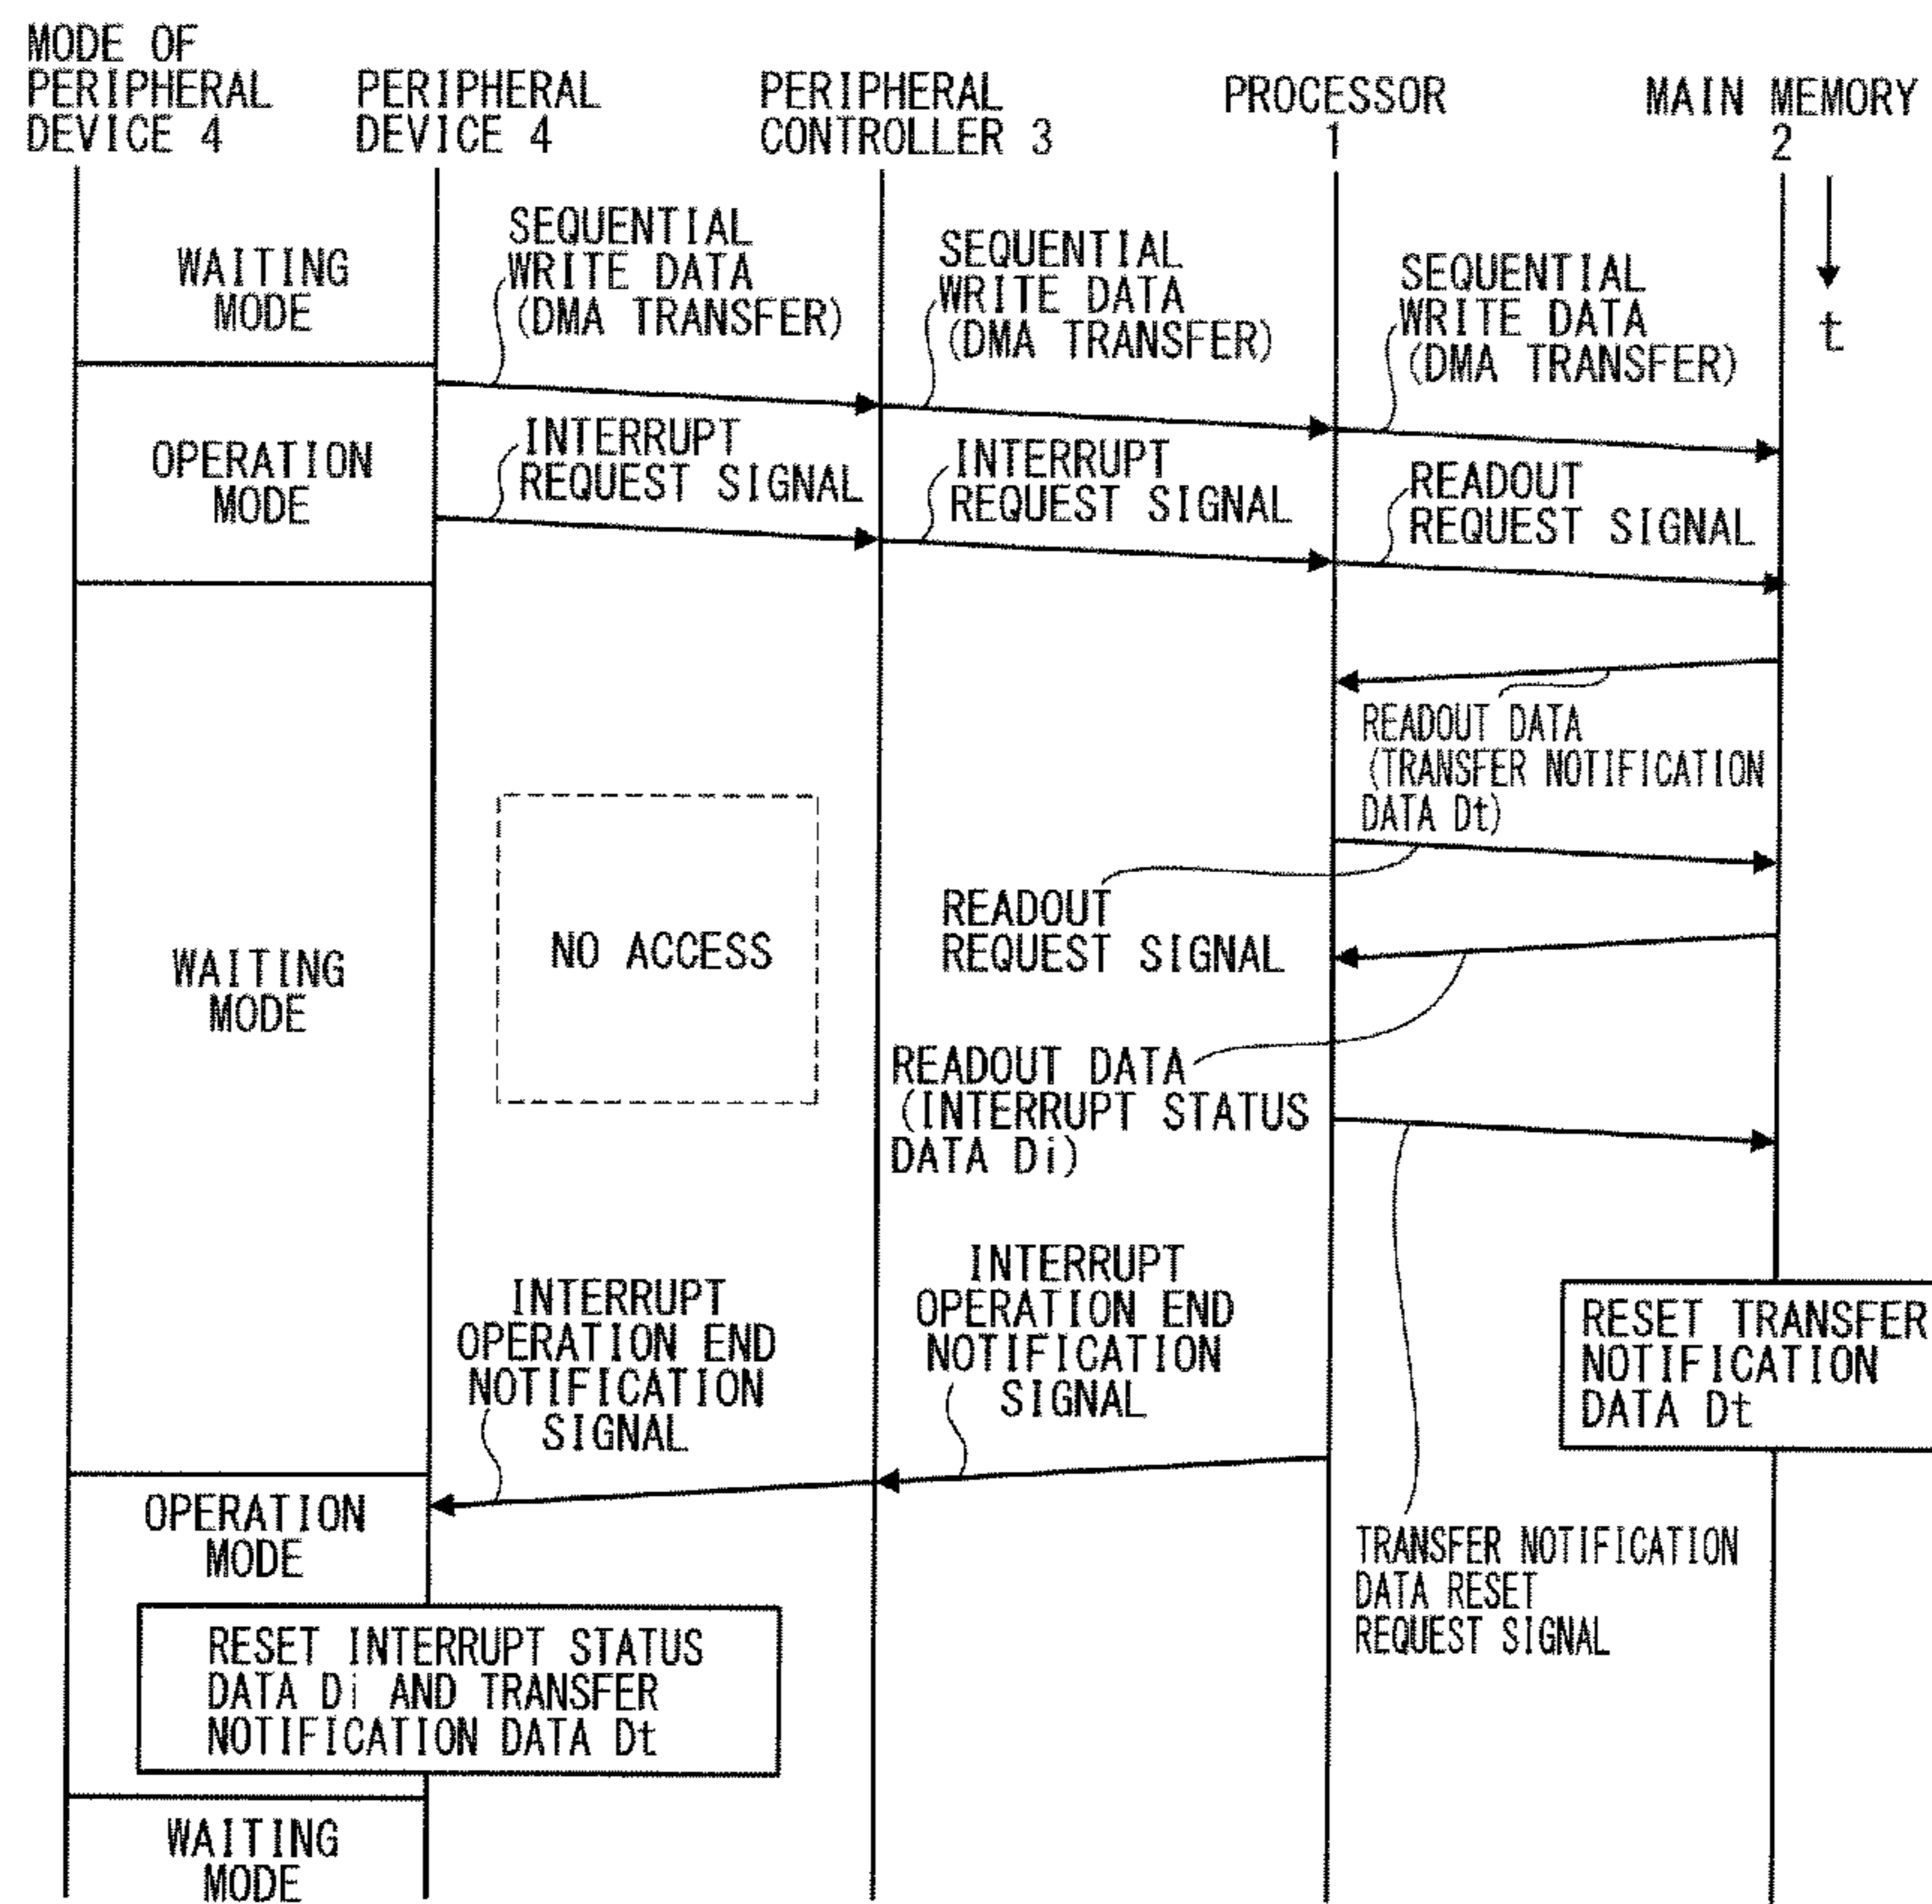 MODE OF
PERIPHERAL
DEVICE 4
PERIPHERAL
DEVICE 4
PERIPHERAL
CONTROLLER 3
PROCESSOR
1
MAIN MEMORY
2
t
WAITING
MODE
SEQUENTIAL
WRITE DATA
(DMA TRANSFER)
SEQUENTIAL
WRITE DATA
(DMA TRANSFER)
SEQUENTIAL
WRITE DATA
(DMA TRANSFER)
OPERATION
MODE
INTERRUPT
REQUEST SIGNAL
INTERRUPT
REQUEST SIGNAL
READOUT
REQUEST SIGNAL
READOUT DATA
(TRANSFER NOTIFICATION
DATA Dt)
WAITING
MODE
NO ACCESS
READOUT
REQUEST SIGNAL
READOUT DATA
(INTERRUPT STATUS
DATA Di)
INTERRUPT
OPERATION END
NOTIFICATION
SIGNAL
INTERRUPT
OPERATION END
NOTIFICATION
SIGNAL
RESET TRANSFER
NOTIFICATION
DATA Dt
OPERATION
MODE
TRANSFER NOTIFICATION
DATA RESET
REQUEST SIGNAL
RESET INTERRUPT STATUS
DATA Di AND TRANSFER
NOTIFICATION DATA Dt
WAITING
MODE